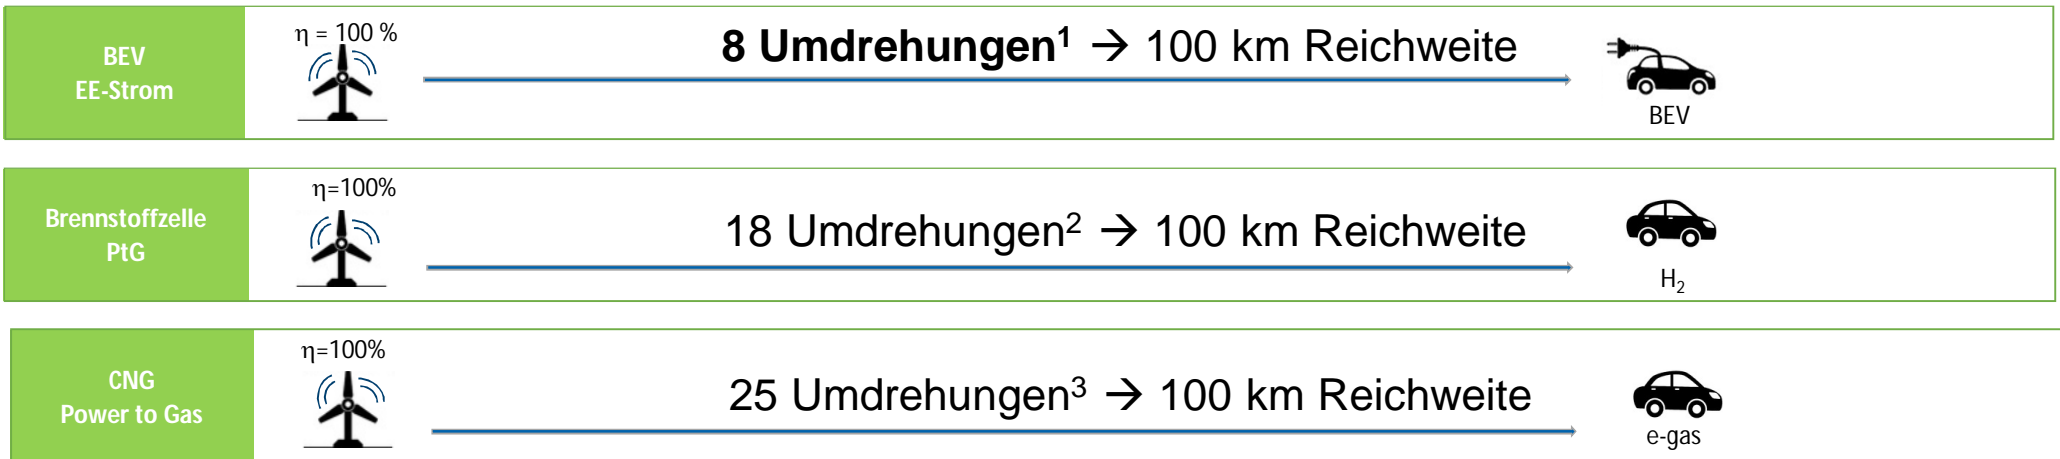 BEV
EE-Strom
η = 100 %
8 Umdrehungen¹ → 100 km Reichweite
BEV
Brennstoffzelle
PtG
η=100%
18 Umdrehungen² → 100 km Reichweite
H₂
CNG
Power to Gas
η=100%
25 Umdrehungen³ → 100 km Reichweite
e-gas